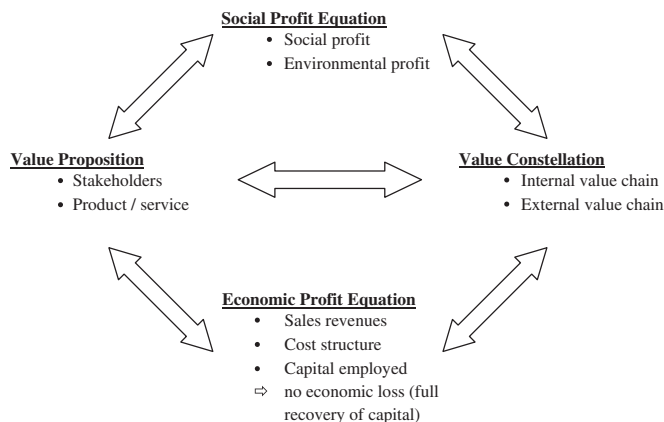 Social Profit Equation
• Social profit
• Environmental profit
Value Proposition
• Stakeholders
• Product / service
Value Constellation
• Internal value chain
• External value chain
Economic Profit Equation
• Sales revenues
• Cost structure
• Capital employed
⇨ no economic loss (full
recovery of capital)